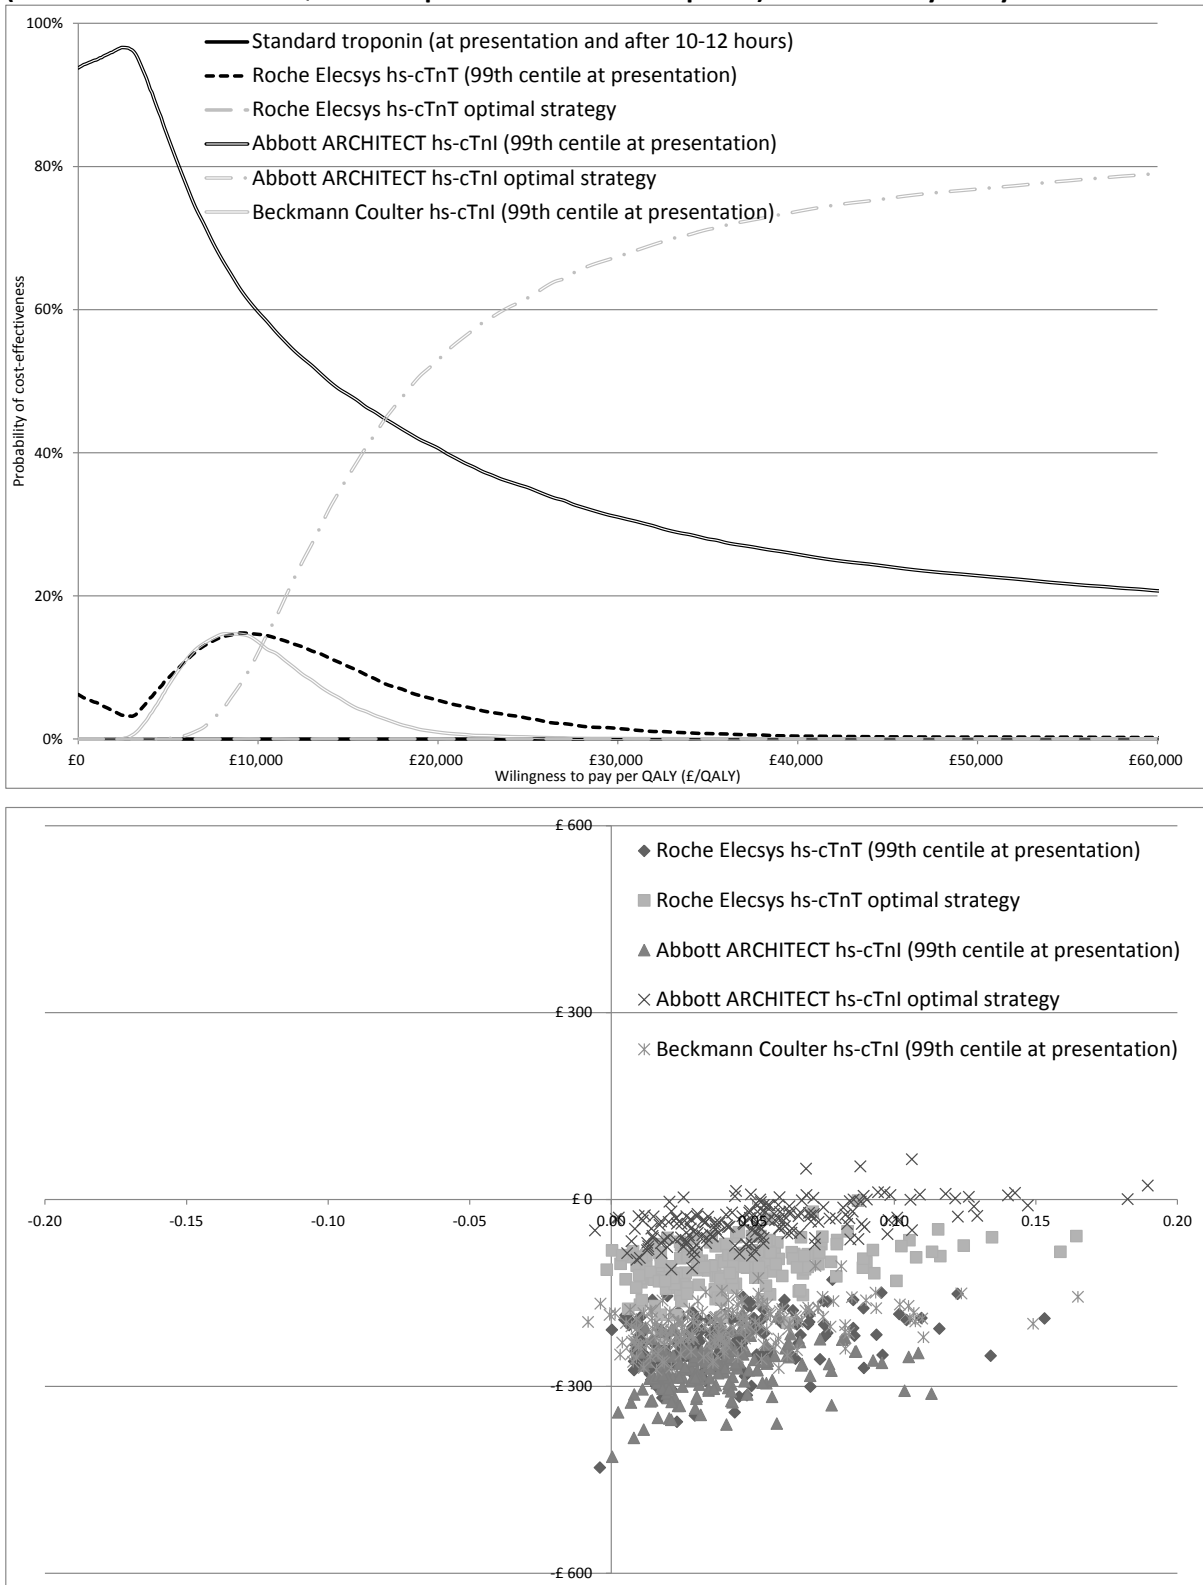 100%
Standard troponin (at presentation and after 10-12 hours)
Roche Elecsys hs-cTnT (99th centile at presentation)
Roche Elecsys hs-cTnT optimal strategy
Abbott ARCHITECT hs-cTnI (99th centile at presentation)
80%
Abbott ARCHITECT hs-cTnI optimal strategy
Beckmann Coulter hs-cTnI (99th centile at presentation)
60%
Probability of cost-effectiveness
40%
20%
0%
£0 £10,000 £20,000 £30,000 £40,000 £50,000 £60,000
Wilingness to pay per QALY (£/QALY)
£ 600
Roche Elecsys hs-cTnT (99th centile at presentation)
Roche Elecsys hs-cTnT optimal strategy
Abbott ARCHITECT hs-cTnI (99th centile at presentation)
Abbott ARCHITECT hs-cTnI optimal strategy
£ 300
Beckmann Coulter hs-cTnI (99th centile at presentation)
£ 0
-0.20 -0.15 -0.10 -0.05 0.00 0.05 0.10 0.15 0.20
-£ 300
-£ 600